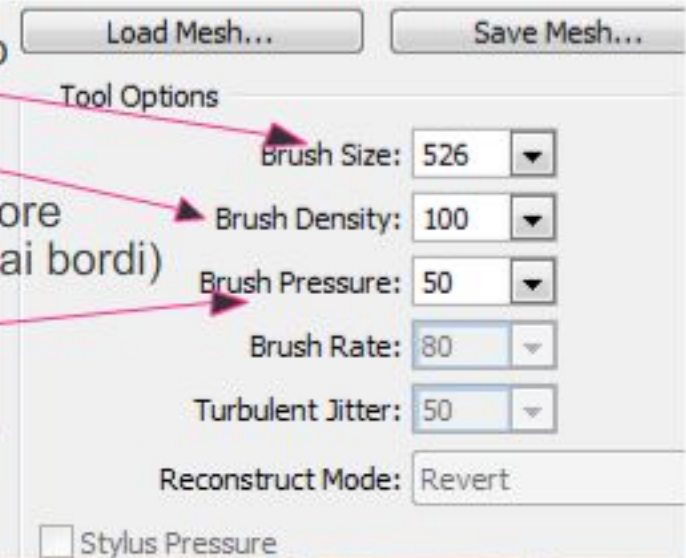 Load Mesh... Save Mesh...
Tool Options
Brush Size: 526
Brush Density: 100
ai bordi)
Brush Pressure: 50
Brush Rate: 80
Turbulent Jitter: 50
Reconstruct Mode: Revert
Stylus Pressure